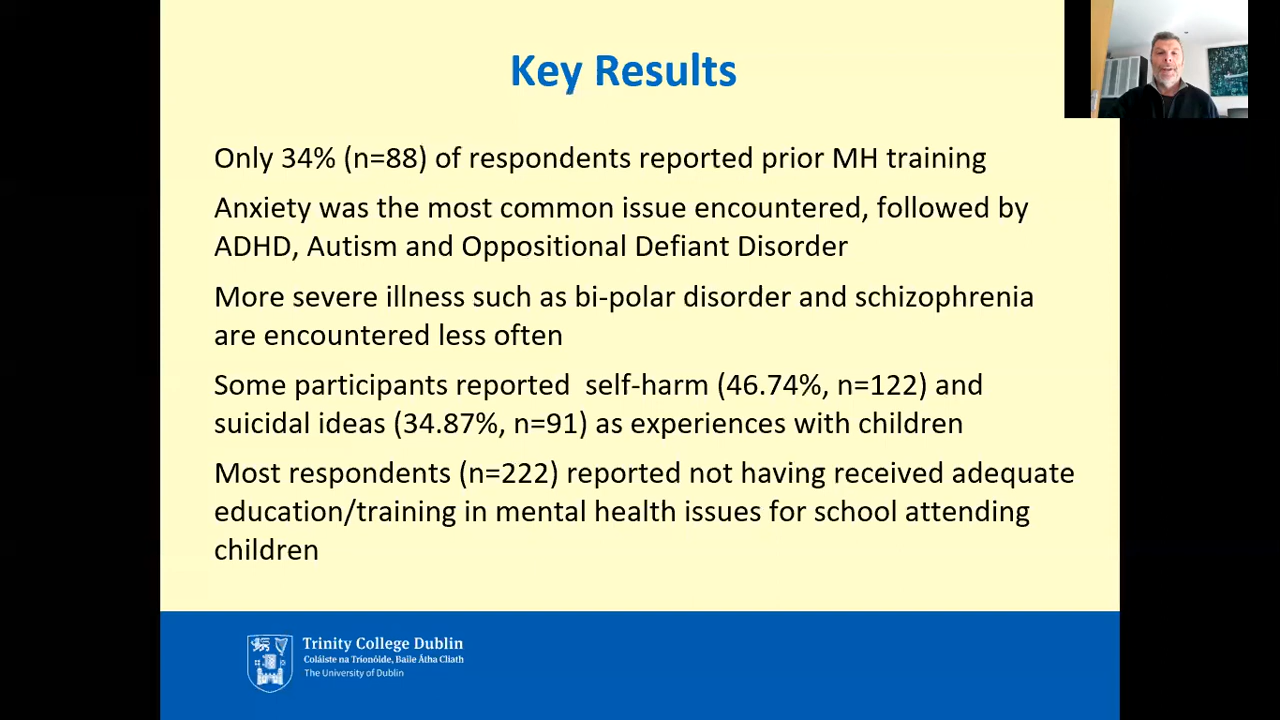 Key Results
Only 34% (n=88) of respondents reported prior MH training
Anxiety was the most common issue encountered, followed by
ADHD, Autism and Oppositional Defiant Disorder
More severe illness such as bi-polar disorder and schizophrenia
are encountered less often
Some participants reported  self-harm (46.74%, n=122) and
suicidal ideas (34.87%, n=91) as experiences with children
Most respondents (n=222) reported not having received adequate
education/training in mental health issues for school attending
children
Trinity College Dublin
Coláiste na Tríonóide, Baile Átha Cliath
The University of Dublin